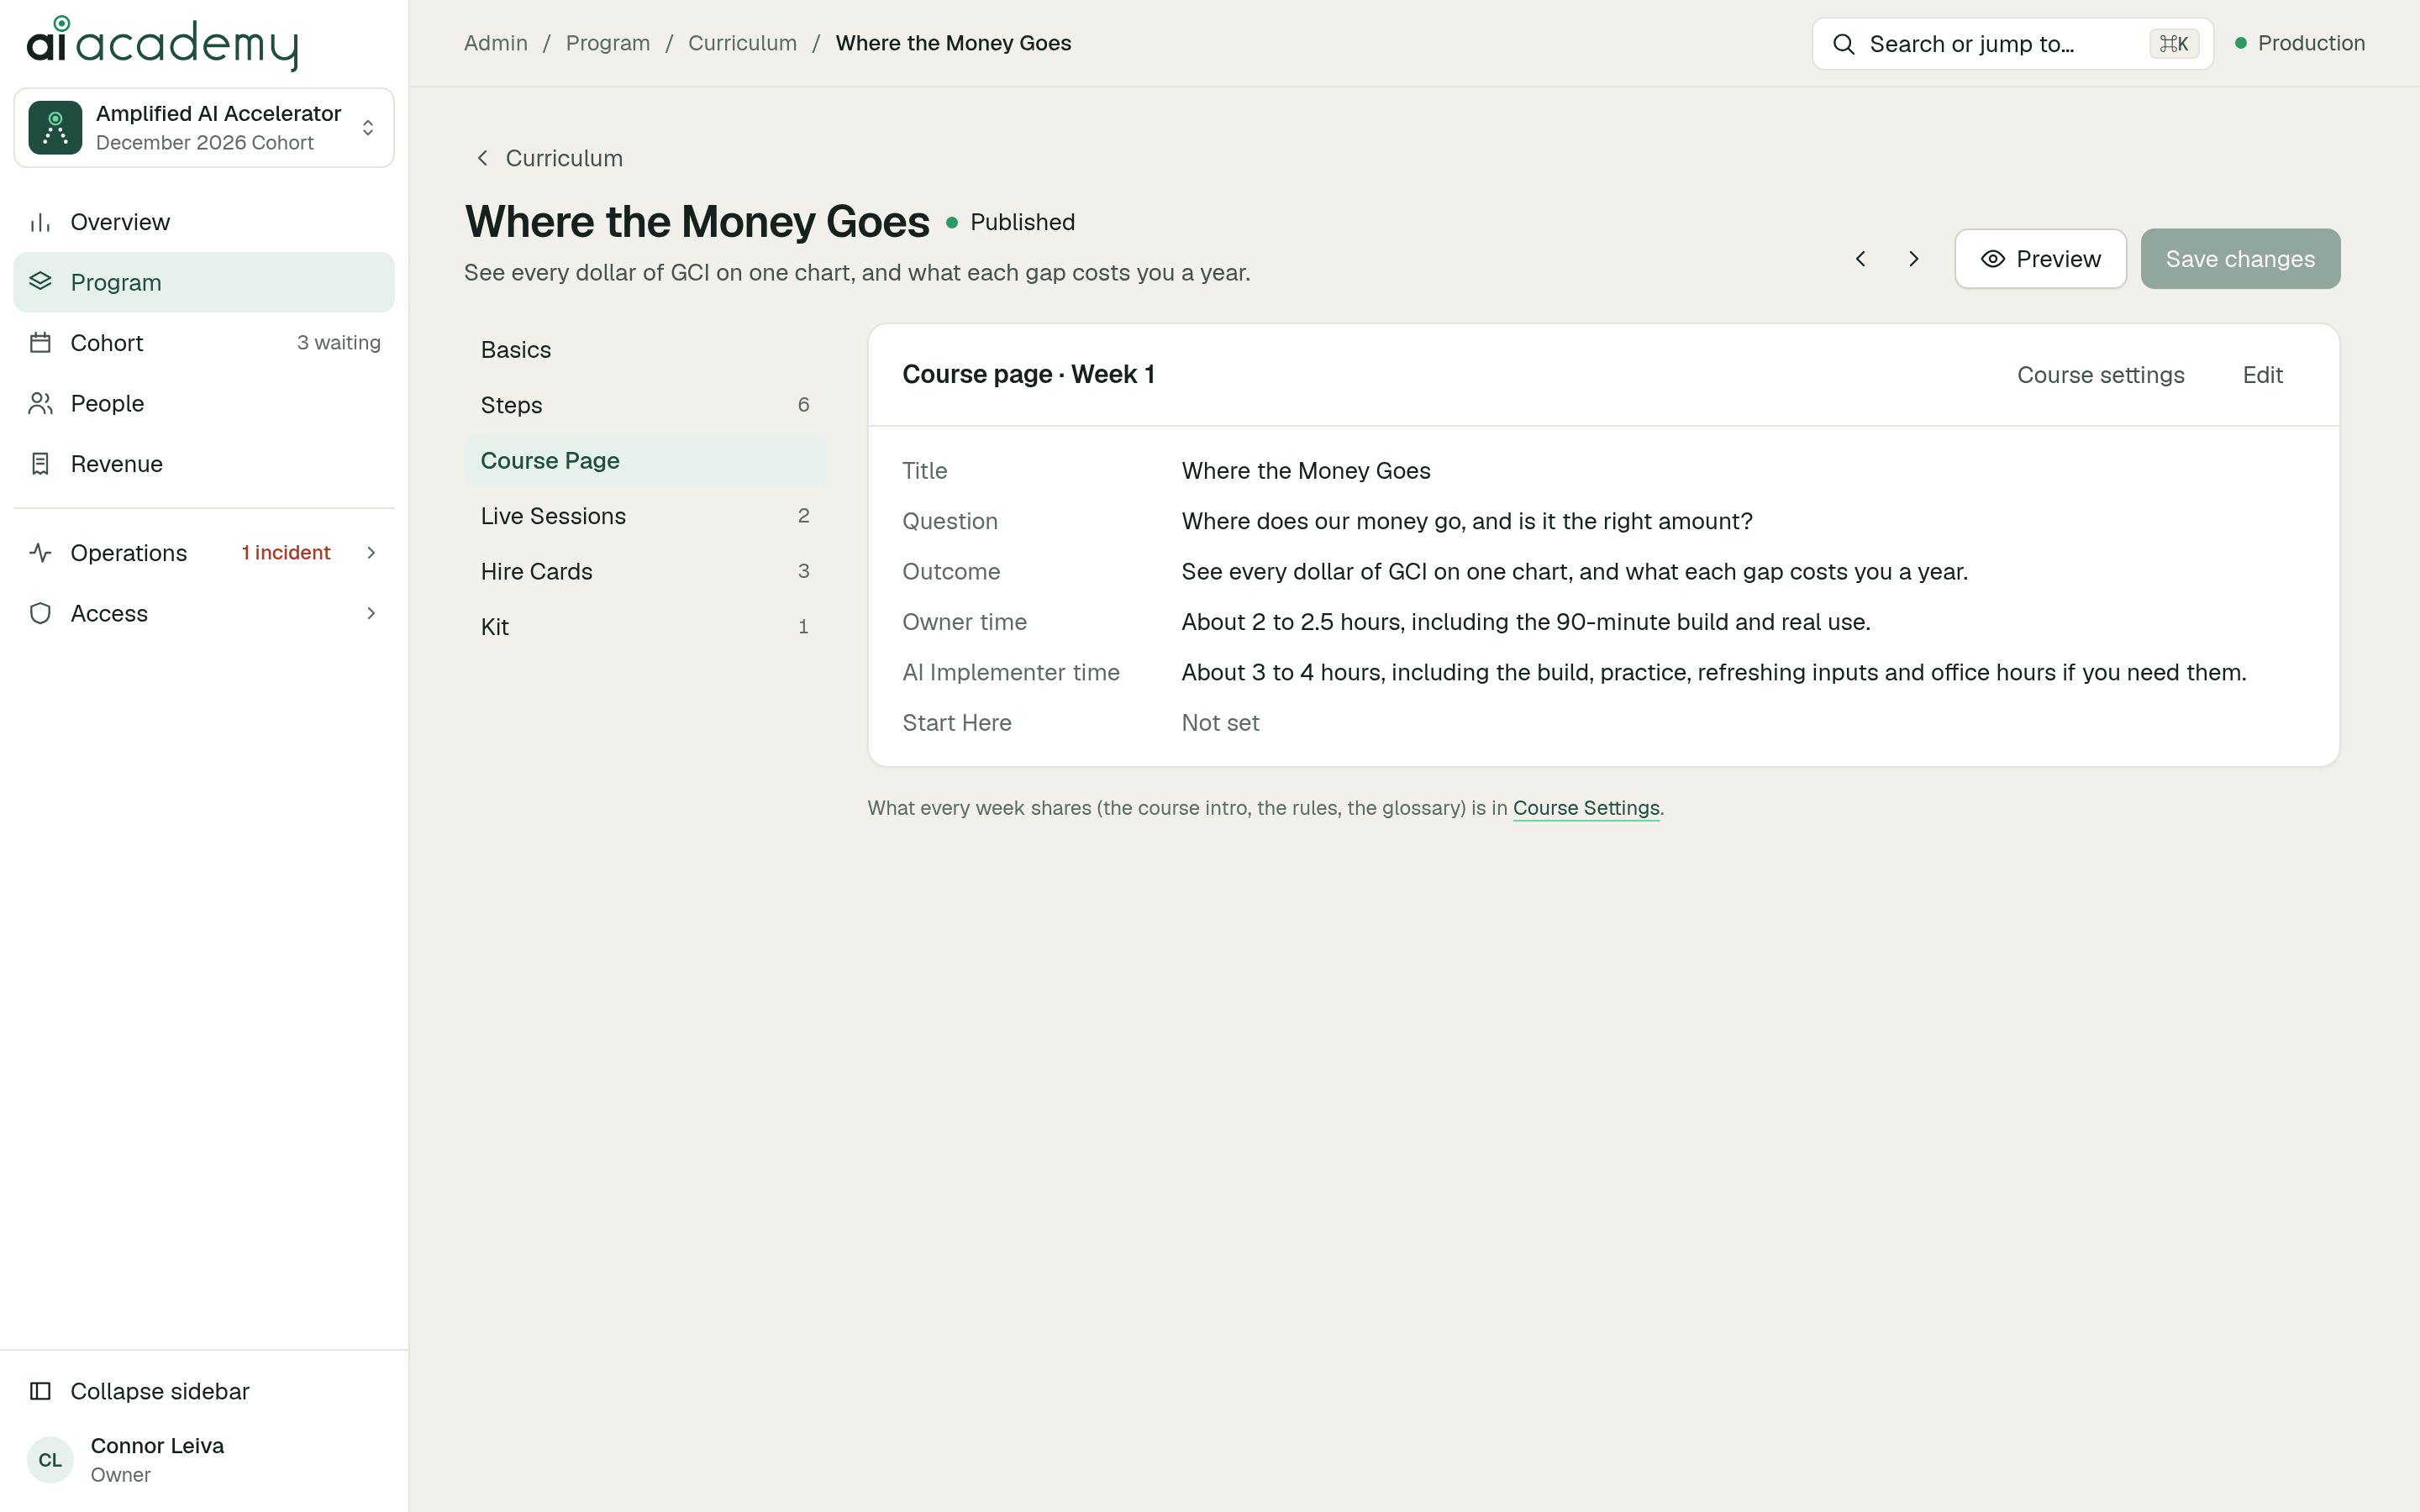 ai academy
Amplified AI Accelerator
December 2026 Cohort
Overview
Program
Cohort 3 waiting
People
Revenue
Operations 1 incident
Access
Collapse sidebar
CL
Connor Leiva
Owner
Admin / Program / Curriculum / Where the Money Goes
Search or jump to... ⌘K
Production
Curriculum
Where the Money Goes Published
See every dollar of GCI on one chart, and what each gap costs you a year.
Preview
Save changes
Basics
Steps 6
Course Page
Live Sessions 2
Hire Cards 3
Kit 1
Course page · Week 1
Course settings
Edit
Title Where the Money Goes
Question Where does our money go, and is it the right amount?
Outcome See every dollar of GCI on one chart, and what each gap costs you a year.
Owner time About 2 to 2.5 hours, including the 90-minute build and real use.
AI Implementer time About 3 to 4 hours, including the build, practice, refreshing inputs and office hours if you need them.
Start Here Not set
What every week shares (the course intro, the rules, the glossary) is in Course Settings.